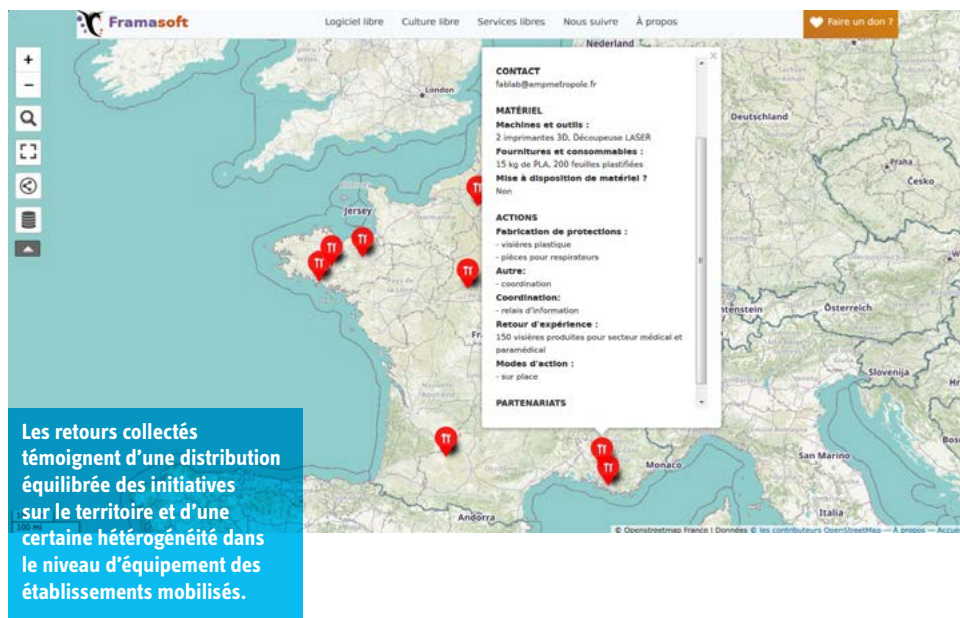 Framasoft
Logiciel libre Culture libre Services libres Nous suivre À propos
Faire un don ?
Nederland
London
Deutschland
Praha
Česko
Jersey
Österreich
Slovenija
San Marino
Monaco
Italia
Andorra
CONTACT
fablab@ampmetropole.fr
MATÉRIEL
Machines et outils :
2 imprimantes 3D, Découpeuse LASER
Fournitures et consommables :
15 kg de PLA, 200 feuilles plastifiées
Mise à disposition de matériel ?
Non
ACTIONS
Fabrication de protections :
- visières plastique
- pièces pour respirateurs
Autre:
- coordination
Coordination:
- relais d'information
Retour d'expérience :
150 visières produites pour secteur médical et
paramédical
Modes d'action :
- sur place
PARTENARIATS
Les retours collectés
témoignent d'une distribution
équilibrée des initiatives
sur le territoire et d'une
certaine hétérogénéité dans
le niveau d'équipement des
établissements mobilisés.
100 mi
© Openstreetmap France | Données © les contributeurs OpenStreetMap — À propos — Accue